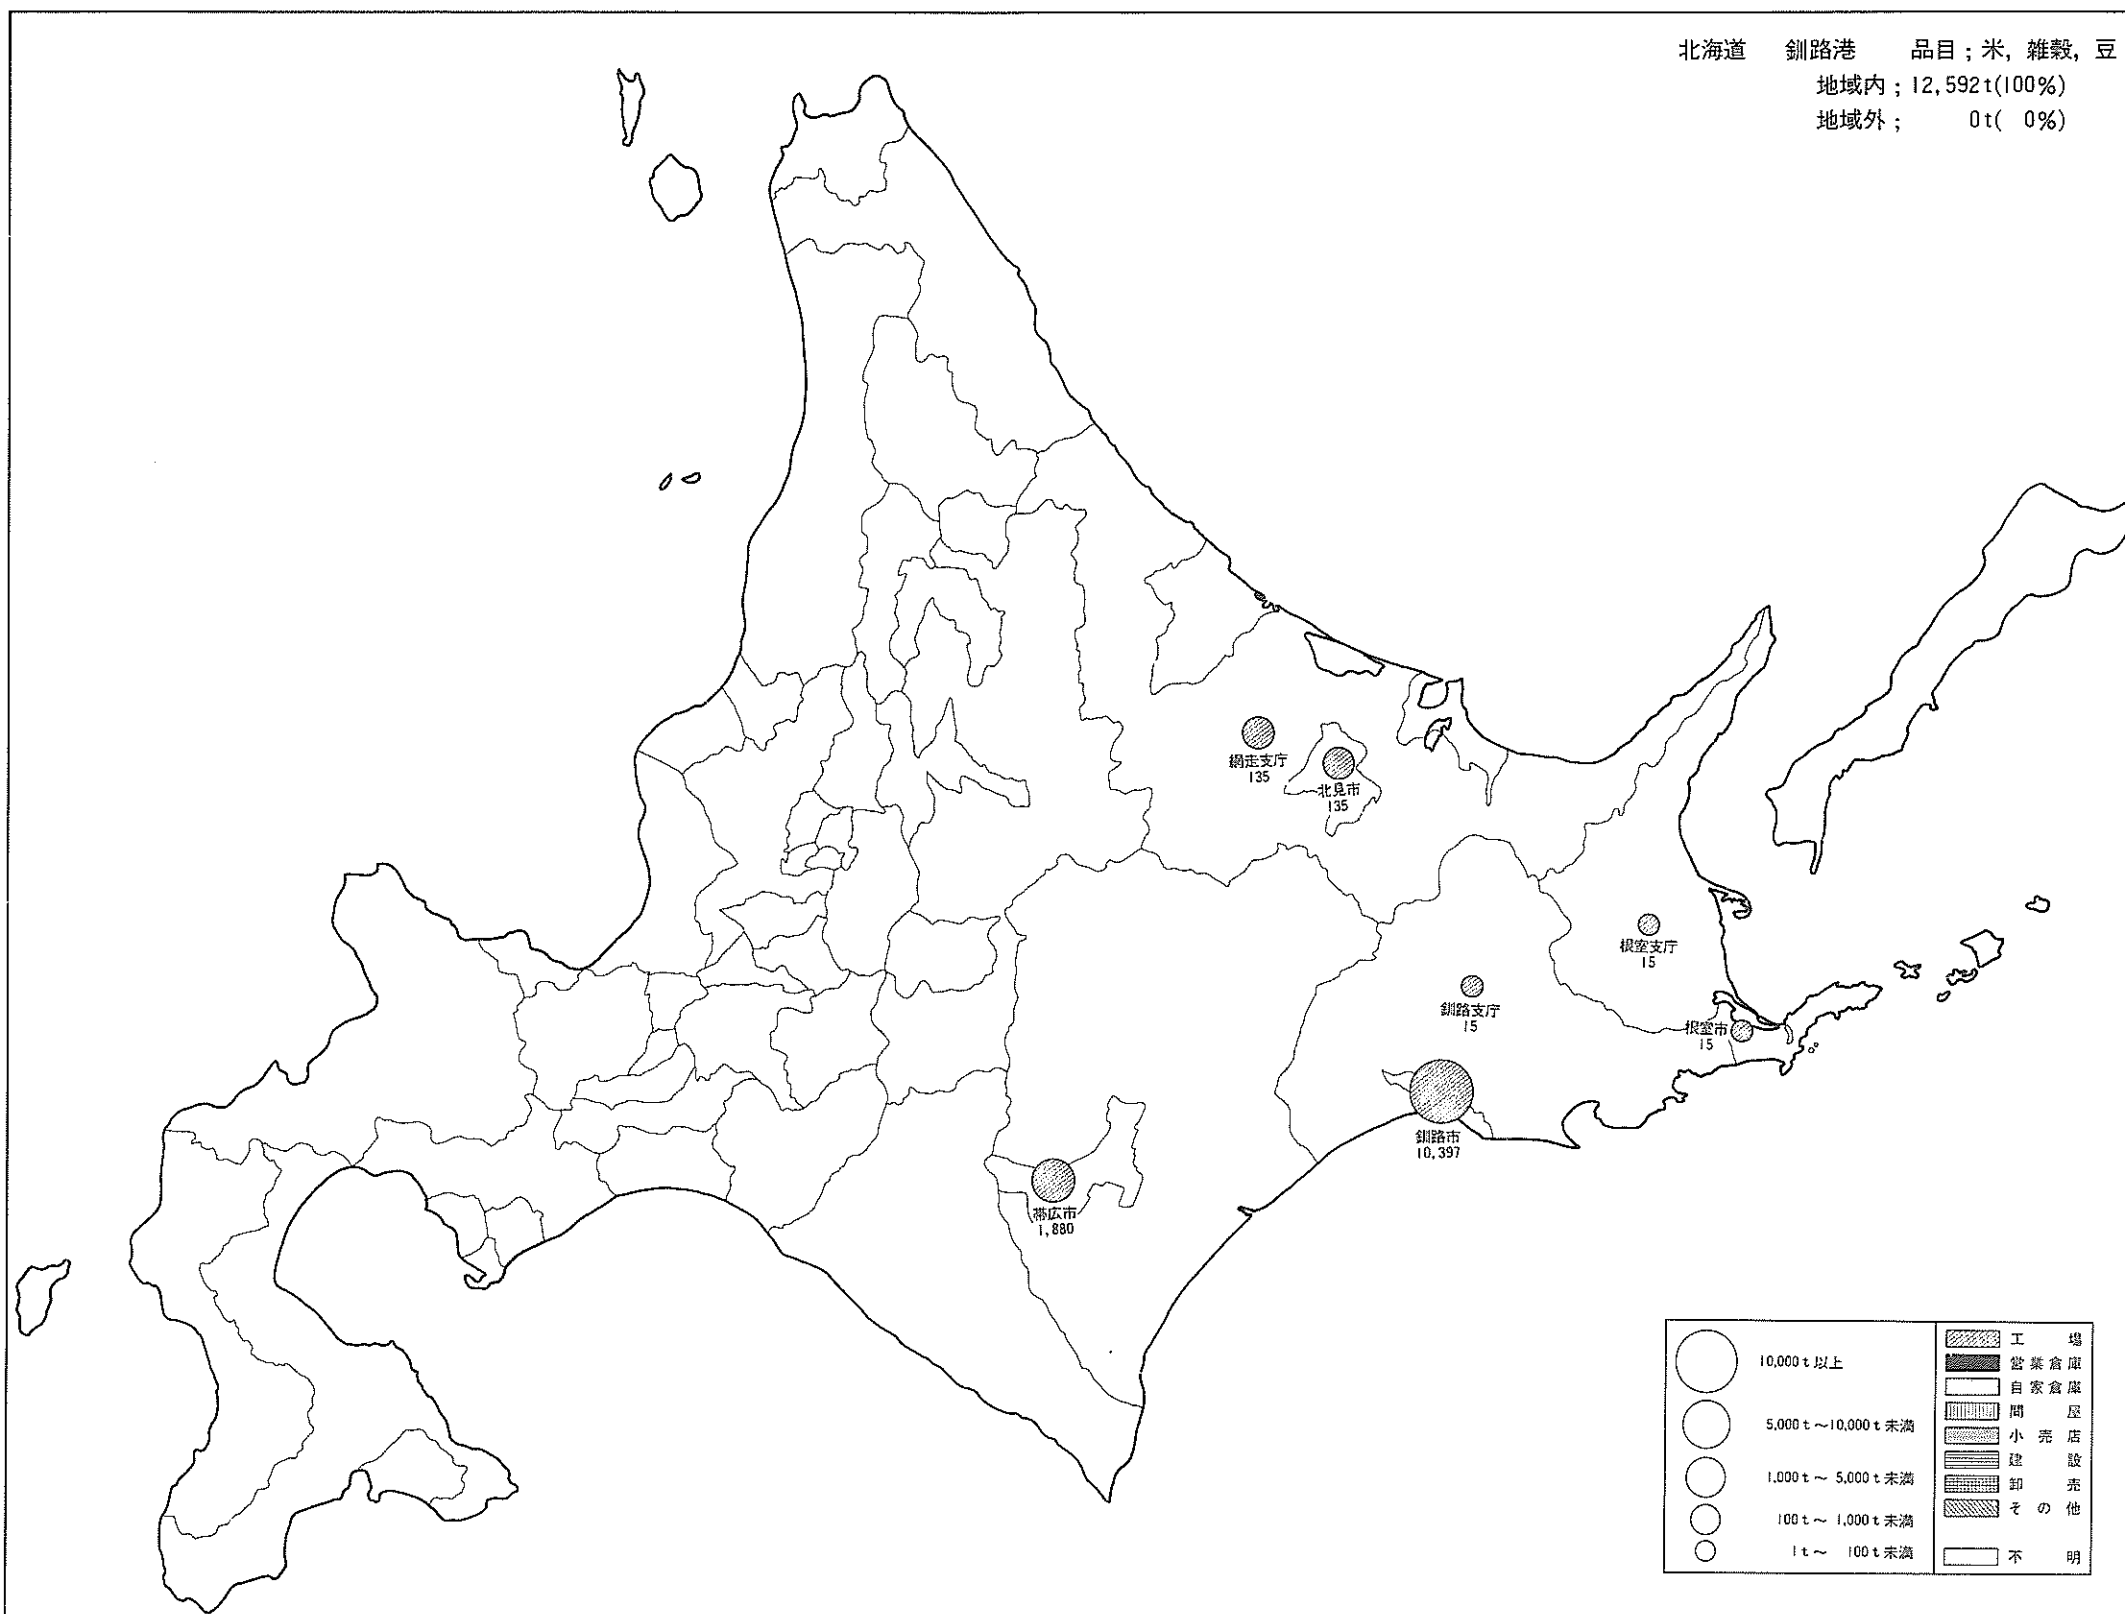 北海道 釧路港 品目；米，雑穀，豆
地域内；12,592t(100%)
地域外； 0t( 0%)
網走支庁
135
北見市
135
根室支庁
15
釧路支庁
15
根室市
15
釧路市
10,397
帯広市
1,880
10,000t以上
5,000t～10,000t未満
1,000t～ 5,000t未満
100t～ 1,000t未満
1t～ 100t未満
工場
営業倉庫
自家倉庫
問屋
小売店
建設
卸売
その他
不明